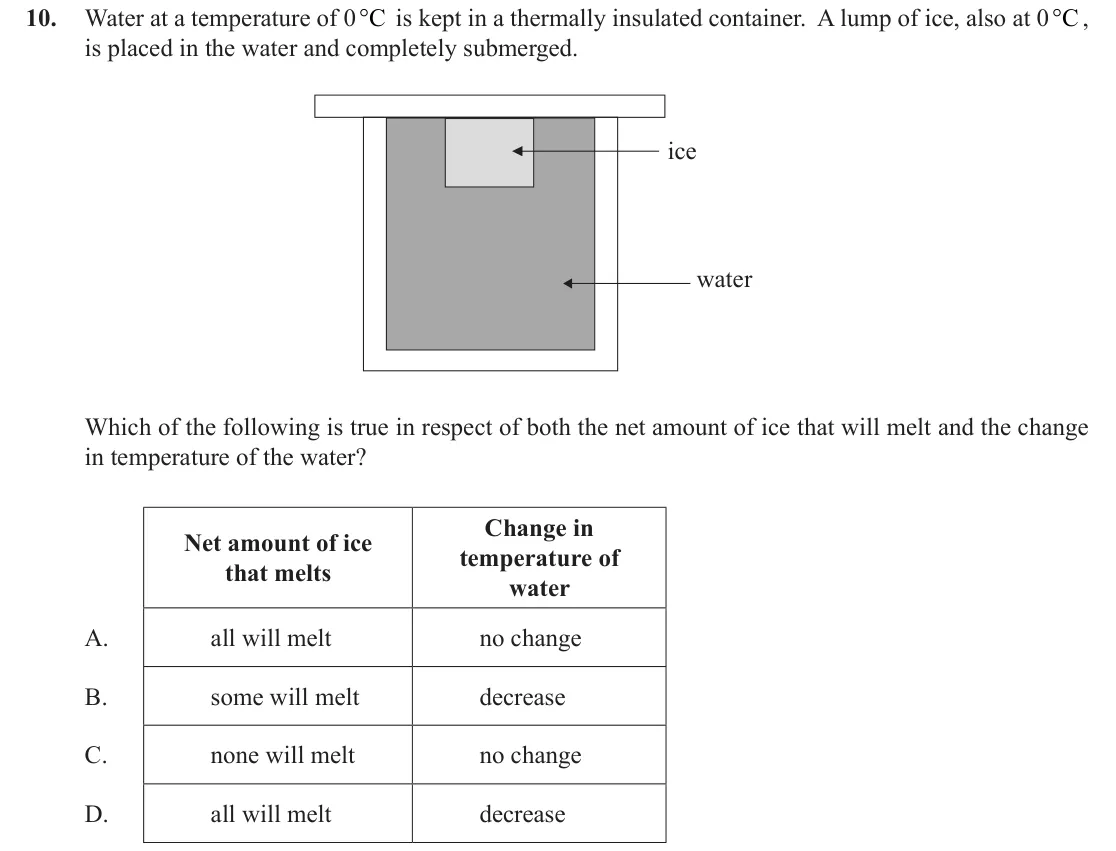 10. Water at a temperature of 0 °C is kept in a thermally insulated container. A lump of ice, also at 0 °C,
is placed in the water and completely submerged.
ice
water
Which of the following is true in respect of both the net amount of ice that will melt and the change
in temperature of the water?
Net amount of ice
that melts
Change in
temperature of
water
A. all will melt no change
B. some will melt decrease
C. none will melt no change
D. all will melt decrease